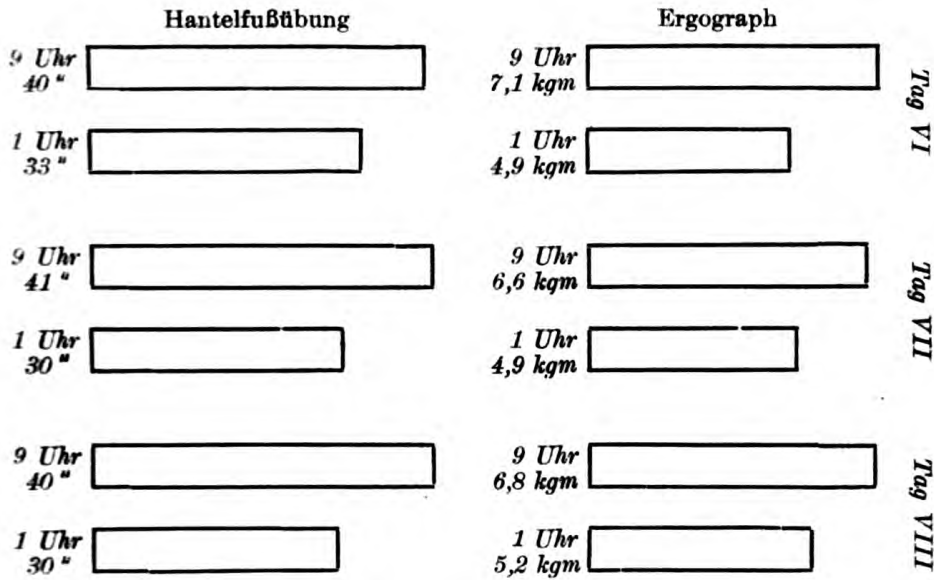 Hantelfußübung
Ergograph
9 Uhr
40 "
9 Uhr
7,1 kgm
1 Uhr
33 "
1 Uhr
4,9 kgm
Tag VI
9 Uhr
41 "
9 Uhr
6,6 kgm
1 Uhr
30 "
1 Uhr
4,9 kgm
Tag VII
9 Uhr
40 "
9 Uhr
6,8 kgm
1 Uhr
30 "
1 Uhr
5,2 kgm
Tag VIII